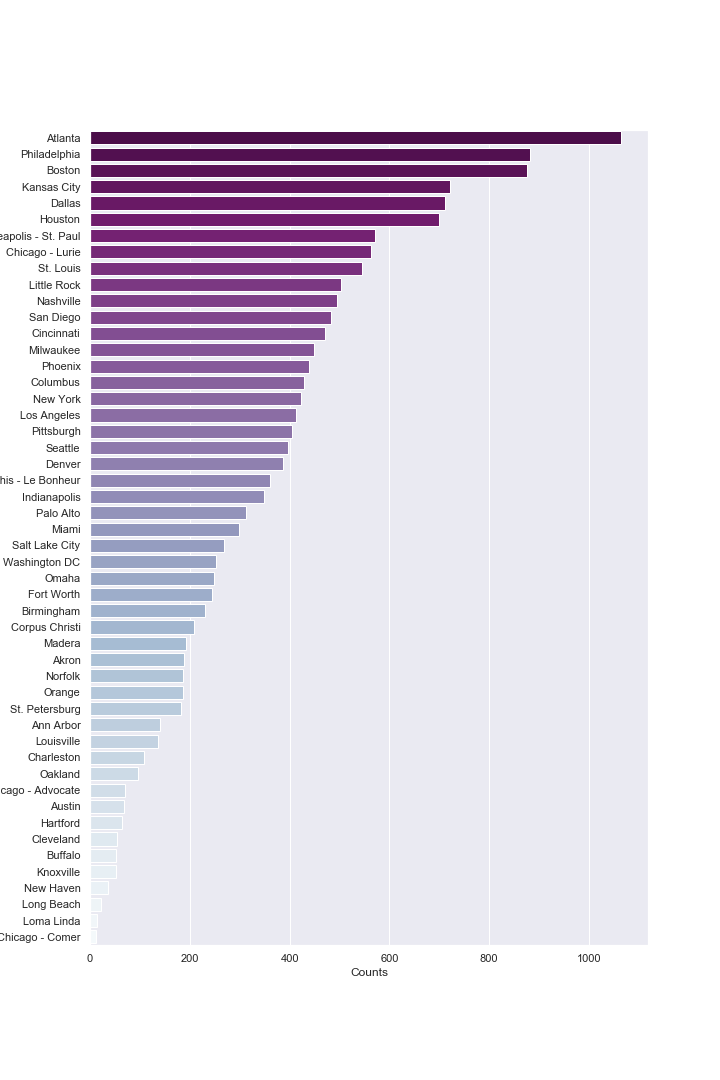 Atlanta
Philadelphia
Boston
Kansas City
Dallas
Houston
eapolis - St. Paul
Chicago - Lurie
St. Louis
Little Rock
Nashville
San Diego
Cincinnati
Milwaukee
Phoenix
Columbus
New York
Los Angeles
Pittsburgh
Seattle
Denver
his - Le Bonheur
Indianapolis
Palo Alto
Miami
Salt Lake City
Washington DC
Omaha
Fort Worth
Birmingham
Corpus Christi
Madera
Akron
Norfolk
Orange
St. Petersburg
Ann Arbor
Louisville
Charleston
Oakland
cago - Advocate
Austin
Hartford
Cleveland
Buffalo
Knoxville
New Haven
Long Beach
Loma Linda
Chicago - Comer
0 200 400 600 800 1000
Counts